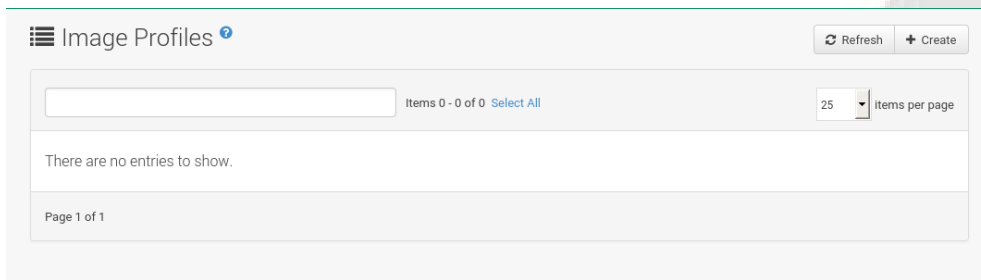 Image Profiles ?
Refresh + Create
Items 0 - 0 of 0 Select All 25 items per page
There are no entries to show.
Page 1 of 1